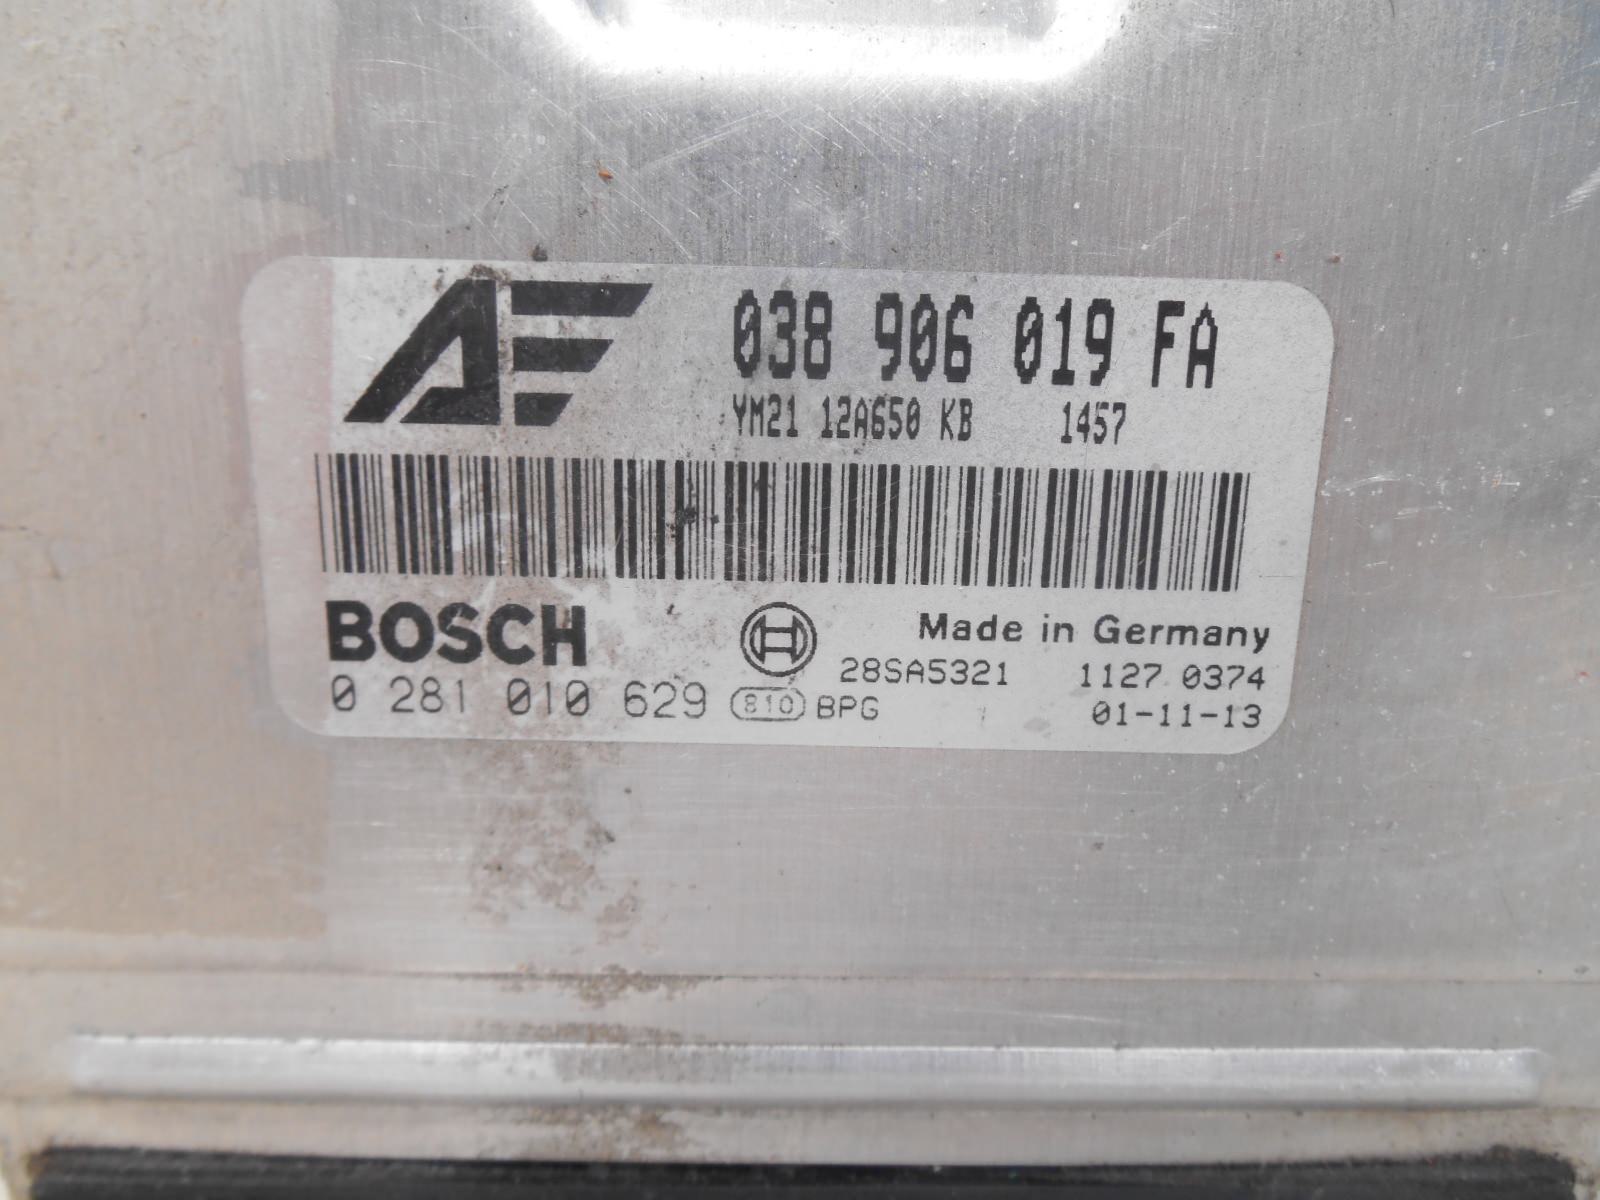 AF
038 906 019 FA
YM21 12A650 KB 1457
BOSCH
Made in Germany
28SA5321 1127 0374
0 281 010 629 810 BPG 01-11-13